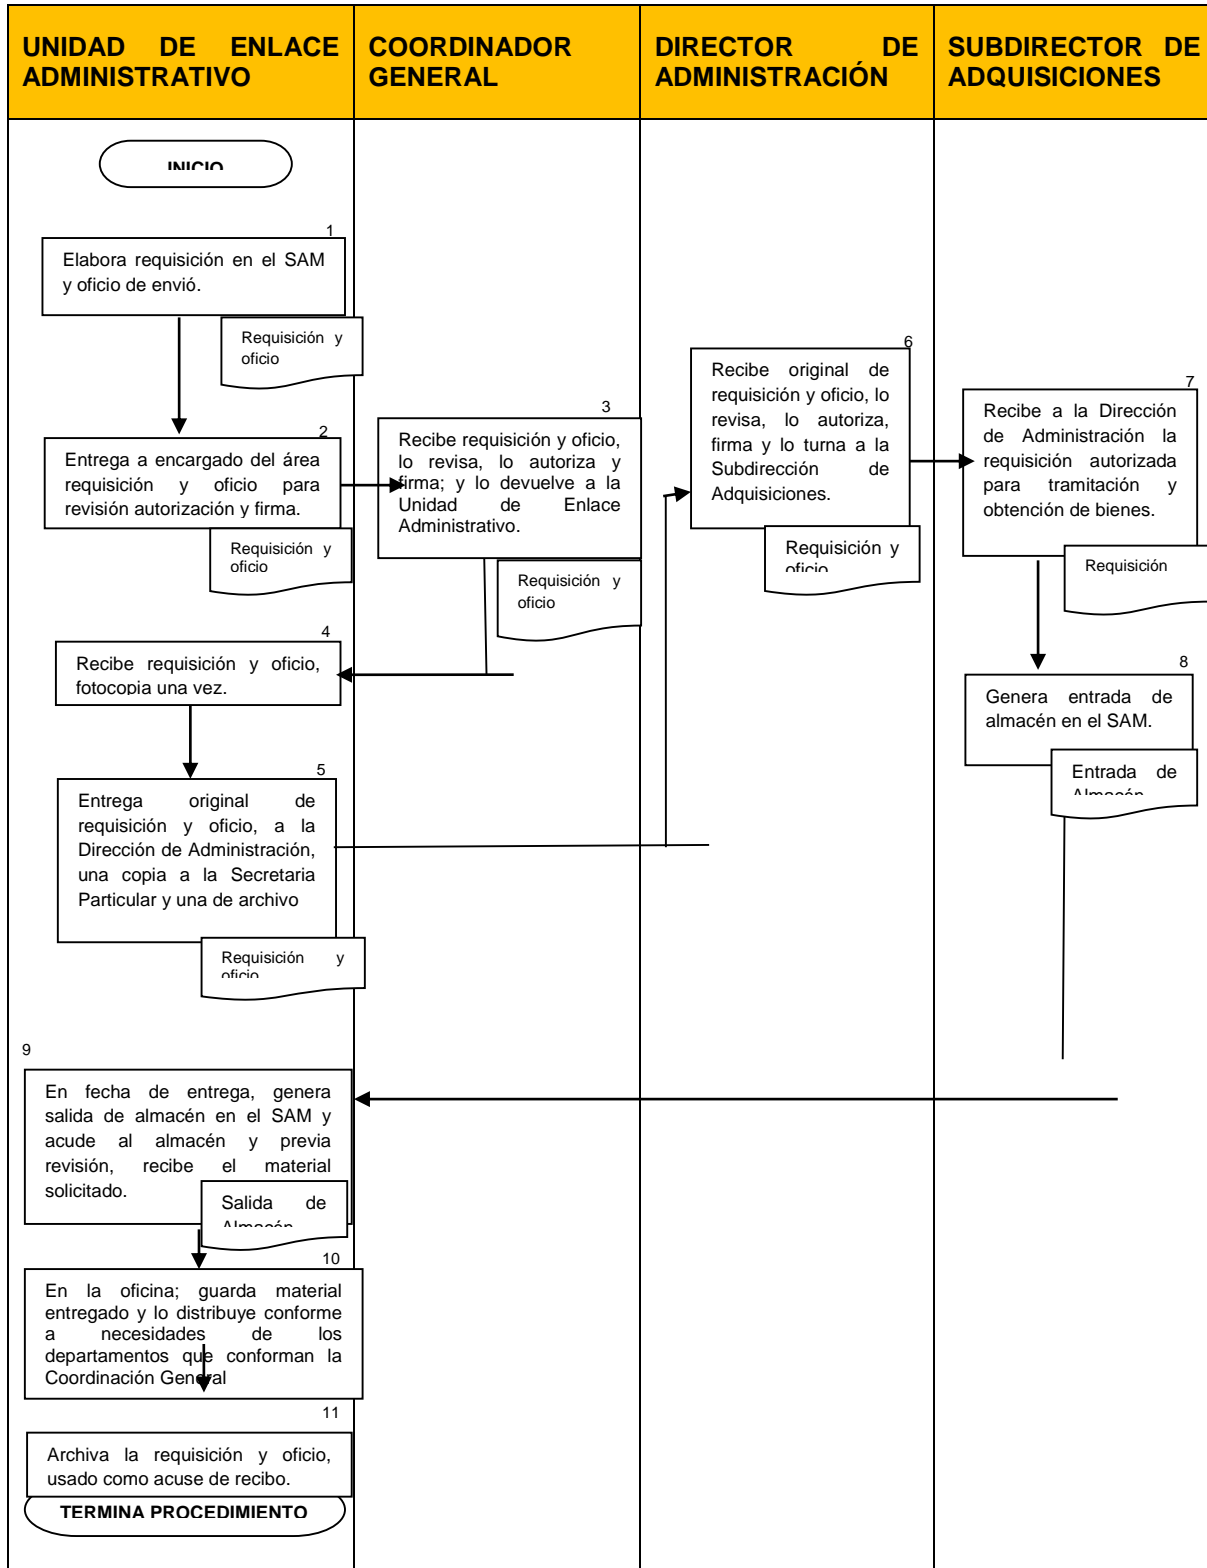 UNIDAD DE ENLACE
ADMINISTRATIVO
COORDINADOR
GENERAL
DIRECTOR DE
ADMINISTRACIÓN
SUBDIRECTOR DE
ADQUISICIONES
INICIO
1
Elabora requisición en el SAM
y oficio de envió.
Requisición y
oficio
2
Entrega a encargado del área
requisición y oficio para
revisión autorización y firma.
Requisición y
oficio
3
Recibe requisición y oficio,
lo revisa, lo autoriza y
firma; y lo devuelve a la
Unidad de Enlace
Administrativo.
Requisición y
oficio
4
Recibe requisición y oficio,
fotocopia una vez.
5
Entrega original de
requisición y oficio, a la
Dirección de Administración,
una copia a la Secretaria
Particular y una de archivo
Requisición y
oficio
6
Recibe original de
requisición y oficio, lo
revisa, lo autoriza,
firma y lo turna a la
Subdirección de
Adquisiciones.
Requisición y
oficio
7
Recibe a la Dirección
de Administración la
requisición autorizada
para tramitación y
obtención de bienes.
Requisición
8
Genera entrada de
almacén en el SAM.
Entrada de
Almacén
9
En fecha de entrega, genera
salida de almacén en el SAM y
acude al almacén y previa
revisión, recibe el material
solicitado.
Salida de
Almacén
10
En la oficina; guarda material
entregado y lo distribuye conforme
a necesidades de los
departamentos que conforman la
Coordinación General
11
Archiva la requisición y oficio,
usado como acuse de recibo.
TERMINA PROCEDIMIENTO